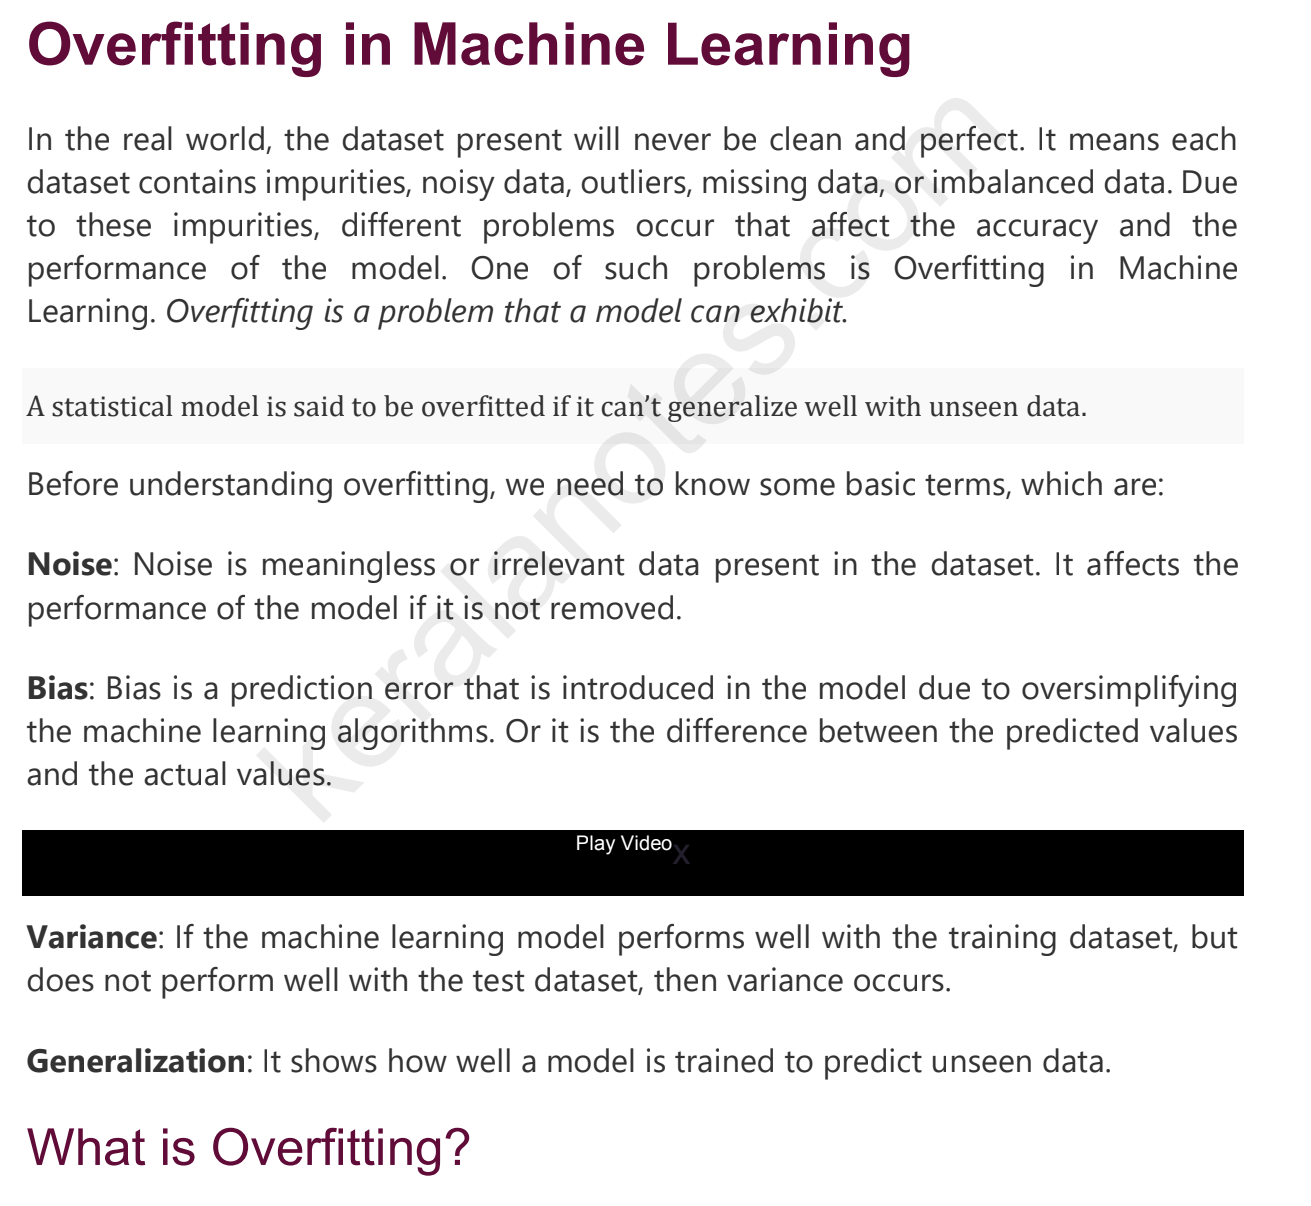 Overfitting in Machine Learning
In the real world, the dataset present will never be clean and perfect. It means each
dataset contains impurities, noisy data, outliers, missing data, or imbalanced data. Due
to these impurities, different problems occur that affect the accuracy and the
performance of the model. One of such problems is Overfitting in Machine
Learning. Overfitting is a problem that a model can exhibit.
A statistical model is said to be overfitted if it can’t generalize well with unseen data.
Before understanding overfitting, we need to know some basic terms, which are:
Noise: Noise is meaningless or irrelevant data present in the dataset. It affects the
performance of the model if it is not removed.
Bias: Bias is a prediction error that is introduced in the model due to oversimplifying
the machine learning algorithms. Or it is the difference between the predicted values
and the actual values.
Play Video
x
Variance: If the machine learning model performs well with the training dataset, but
does not perform well with the test dataset, then variance occurs.
Generalization: It shows how well a model is trained to predict unseen data.
What is Overfitting?
keralanotes.com